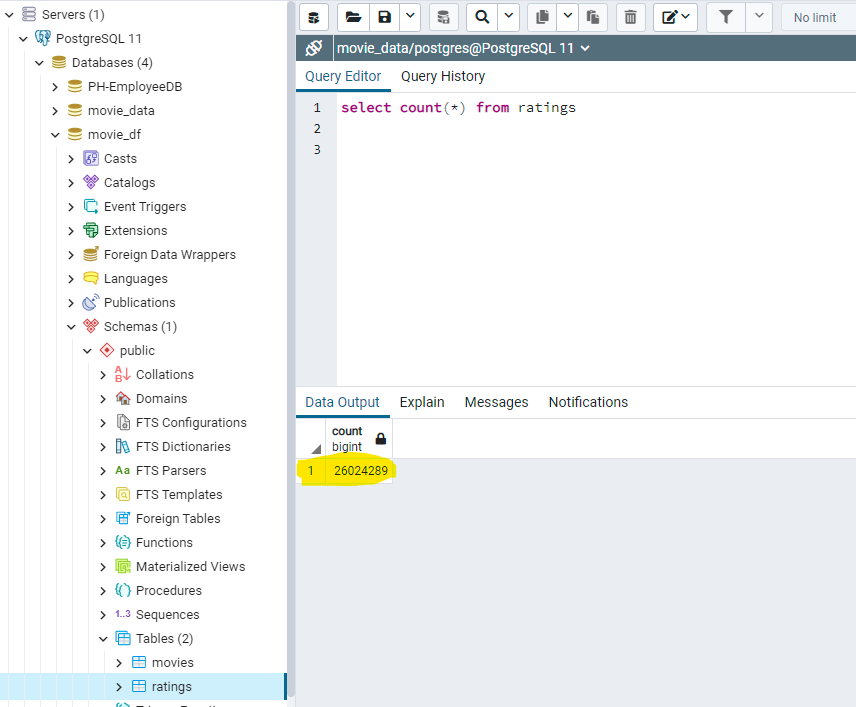 Servers (1)
PostgreSQL 11
Databases (4)
PH-EmployeeDB
movie_data
movie_df
Casts
Catalogs
Event Triggers
Extensions
Foreign Data Wrappers
Languages
Publications
Schemas (1)
public
Collations
Domains
FTS Configurations
FTS Dictionaries
Aa FTS Parsers
FTS Templates
Foreign Tables
Functions
Materialized Views
Procedures
1..3 Sequences
Tables (2)
movies
ratings
No limit
movie_data/postgres@PostgreSQL 11
Query Editor Query History
1 select count(*) from ratings
2
3
Data Output Explain Messages Notifications
count
bigint
1 26024289